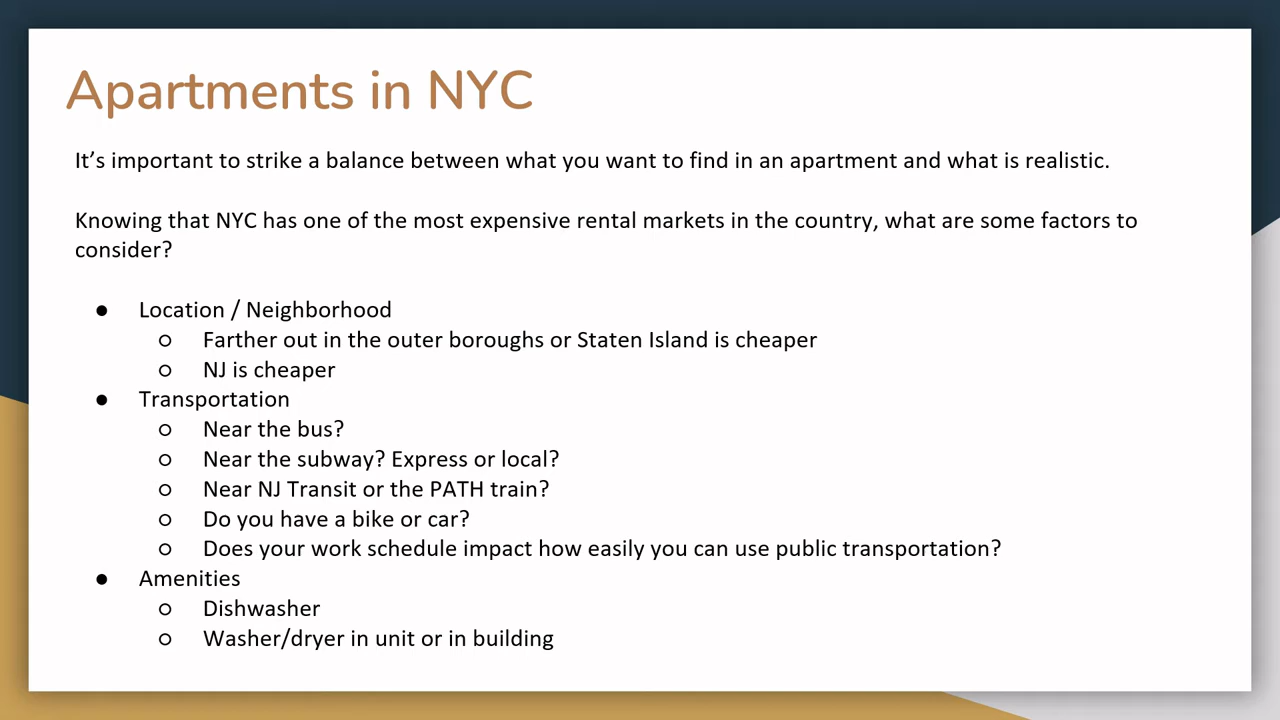 Apartments in NYC
It’s important to strike a balance between what you want to find in an apartment and what is realistic.
Knowing that NYC has one of the most expensive rental markets in the country, what are some factors to
consider?
● Location / Neighborhood
○ Farther out in the outer boroughs or Staten Island is cheaper
○ NJ is cheaper
● Transportation
○ Near the bus?
○ Near the subway? Express or local?
○ Near NJ Transit or the PATH train?
○ Do you have a bike or car?
○ Does your work schedule impact how easily you can use public transportation?
● Amenities
○ Dishwasher
○ Washer/dryer in unit or in building